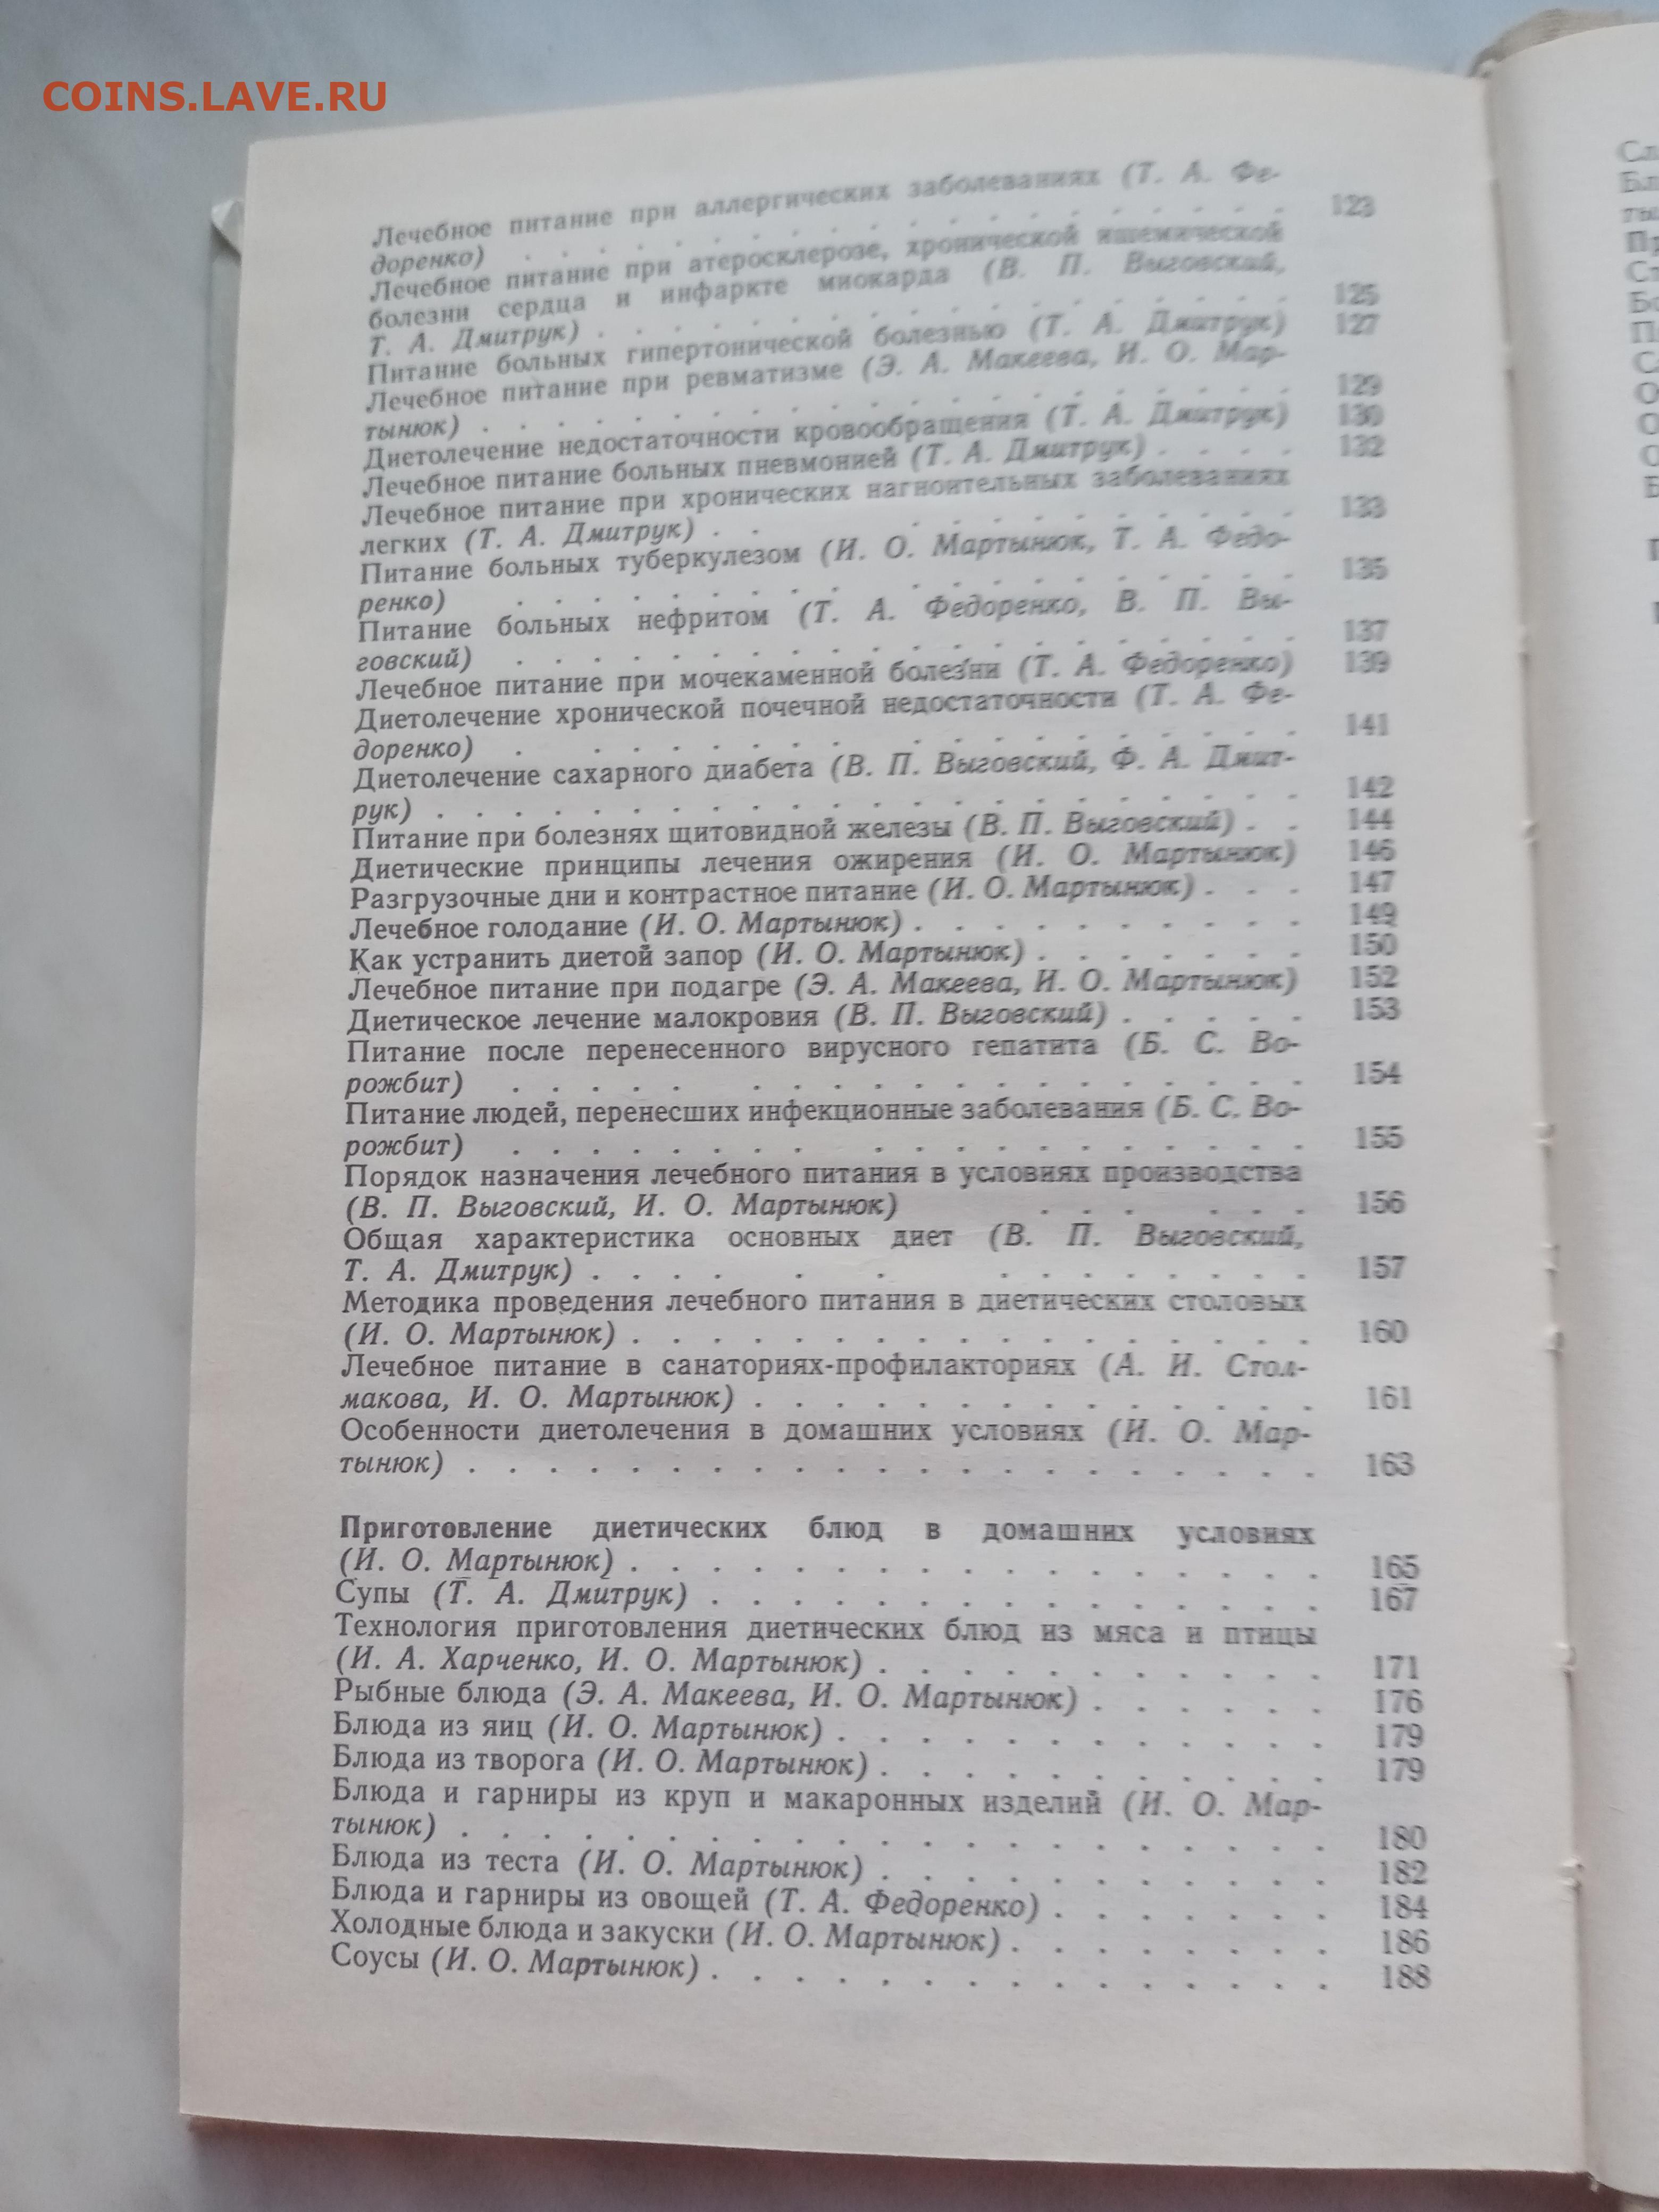 COINS.LAVE.RU
Лечебное питание при аллергических заболеваниях (Т. А. Фе-
доренко) . . . . . . . . . . . . . . . . . . 123
Лечебное питание при атеросклерозе, хронической ишемической
болезни сердца и инфаркте миокарда (В. П. Выговский,
Т. А. Дмитрук) . . . . . . . . . . . . . . . . 125
Питание больных гипертонической болезнью (Т. А. Дмитрук) 127
Лечебное питание при ревматизме (Э. А. Макеева, И. О. Мар-
тынюк) . . . . . . . . . . . . . . . . . . . 129
Диетолечение недостаточности кровообращения (Т. А. Дмитрук) 130
Лечебное питание больных пневмонией (Т. А. Дмитрук) . . . . 132
Лечебное питание при хронических нагноительных заболеваниях
легких (Т. А. Дмитрук) . . . . . . . . . . . . 133
Питание больных туберкулезом (И. О. Мартынюк, Т. А. Федо-
ренко) . . . . . . . . . . . . . . . . . . 135
Питание больных нефритом (Т. А. Федоренко, В. П. Вы-
говский) . . . . . . . . . . . . . . . . . . 137
Лечебное питание при мочекаменной болезни (Т. А. Федоренко) 139
Диетолечение хронической почечной недостаточности (Т. А. Фе-
доренко) . . . . . . . . . . . . . . . . . . 141
Диетолечение сахарного диабета (В. П. Выговский, Ф. А. Дмит-
рук) . . . . . . . . . . . . . . . . . . . . 142
Питание при болезнях щитовидной железы (В. П. Выговский) . . 144
Диетические принципы лечения ожирения (И. О. Мартынюк) 146
Разгрузочные дни и контрастное питание (И. О. Мартынюк) . . . 147
Лечебное голодание (И. О. Мартынюк) . . . . . . . . . . 149
Как устранить диетой запор (И. О. Мартынюк) . . . . . . . 150
Лечебное питание при подагре (Э. А. Макеева, И. О. Мартынюк) 152
Диетическое лечение малокровия (В. П. Выговский) . . . . . 153
Питание после перенесенного вирусного гепатита (Б. С. Во-
рожбит) . . . . . . . . . . . . . . . . . . 154
Питание людей, перенесших инфекционные заболевания (Б. С. Во-
рожбит) . . . . . . . . . . . . . . . . . . 155
Порядок назначения лечебного питания в условиях производства
(В. П. Выговский, И. О. Мартынюк) . . . . . . 156
Общая характеристика основных диет (В. П. Выговский,
Т. А. Дмитрук) . . . . . . . . . . . . . . 157
Методика проведения лечебного питания в диетических столовых
(И. О. Мартынюк) . . . . . . . . . . . . . . . . . 160
Лечебное питание в санаториях-профилакториях (А. И. Стол-
макова, И. О. Мартынюк) . . . . . . . . . . . . . . 161
Особенности диетолечения в домашних условиях (И. О. Мар-
тынюк) . . . . . . . . . . . . . . . . . . . . . 163
Приготовление диетических блюд в домашних условиях
(И. О. Мартынюк) . . . . . . . . . . . . . . . . . 165
Супы (Т. А. Дмитрук) . . . . . . . . . . . . . . . 167
Технология приготовления диетических блюд из мяса и птицы
(И. А. Харченко, И. О. Мартынюк) . . . . . . . . . . . 171
Рыбные блюда (Э. А. Макеева, И. О. Мартынюк) . . . . . . 176
Блюда из яиц (И. О. Мартынюк) . . . . . . . . . . . . 179
Блюда из творога (И. О. Мартынюк) . . . . . . . . . . . 179
Блюда и гарниры из круп и макаронных изделий (И. О. Мар-
тынюк) . . . . . . . . . . . . . . . . . . . . . 180
Блюда из теста (И. О. Мартынюк) . . . . . . . . . . . 182
Блюда и гарниры из овощей (Т. А. Федоренко) . . . . . . . 184
Холодные блюда и закуски (И. О. Мартынюк) . . . . . . . . 186
Соусы (И. О. Мартынюк) . . . . . . . . . . . . . . . 188